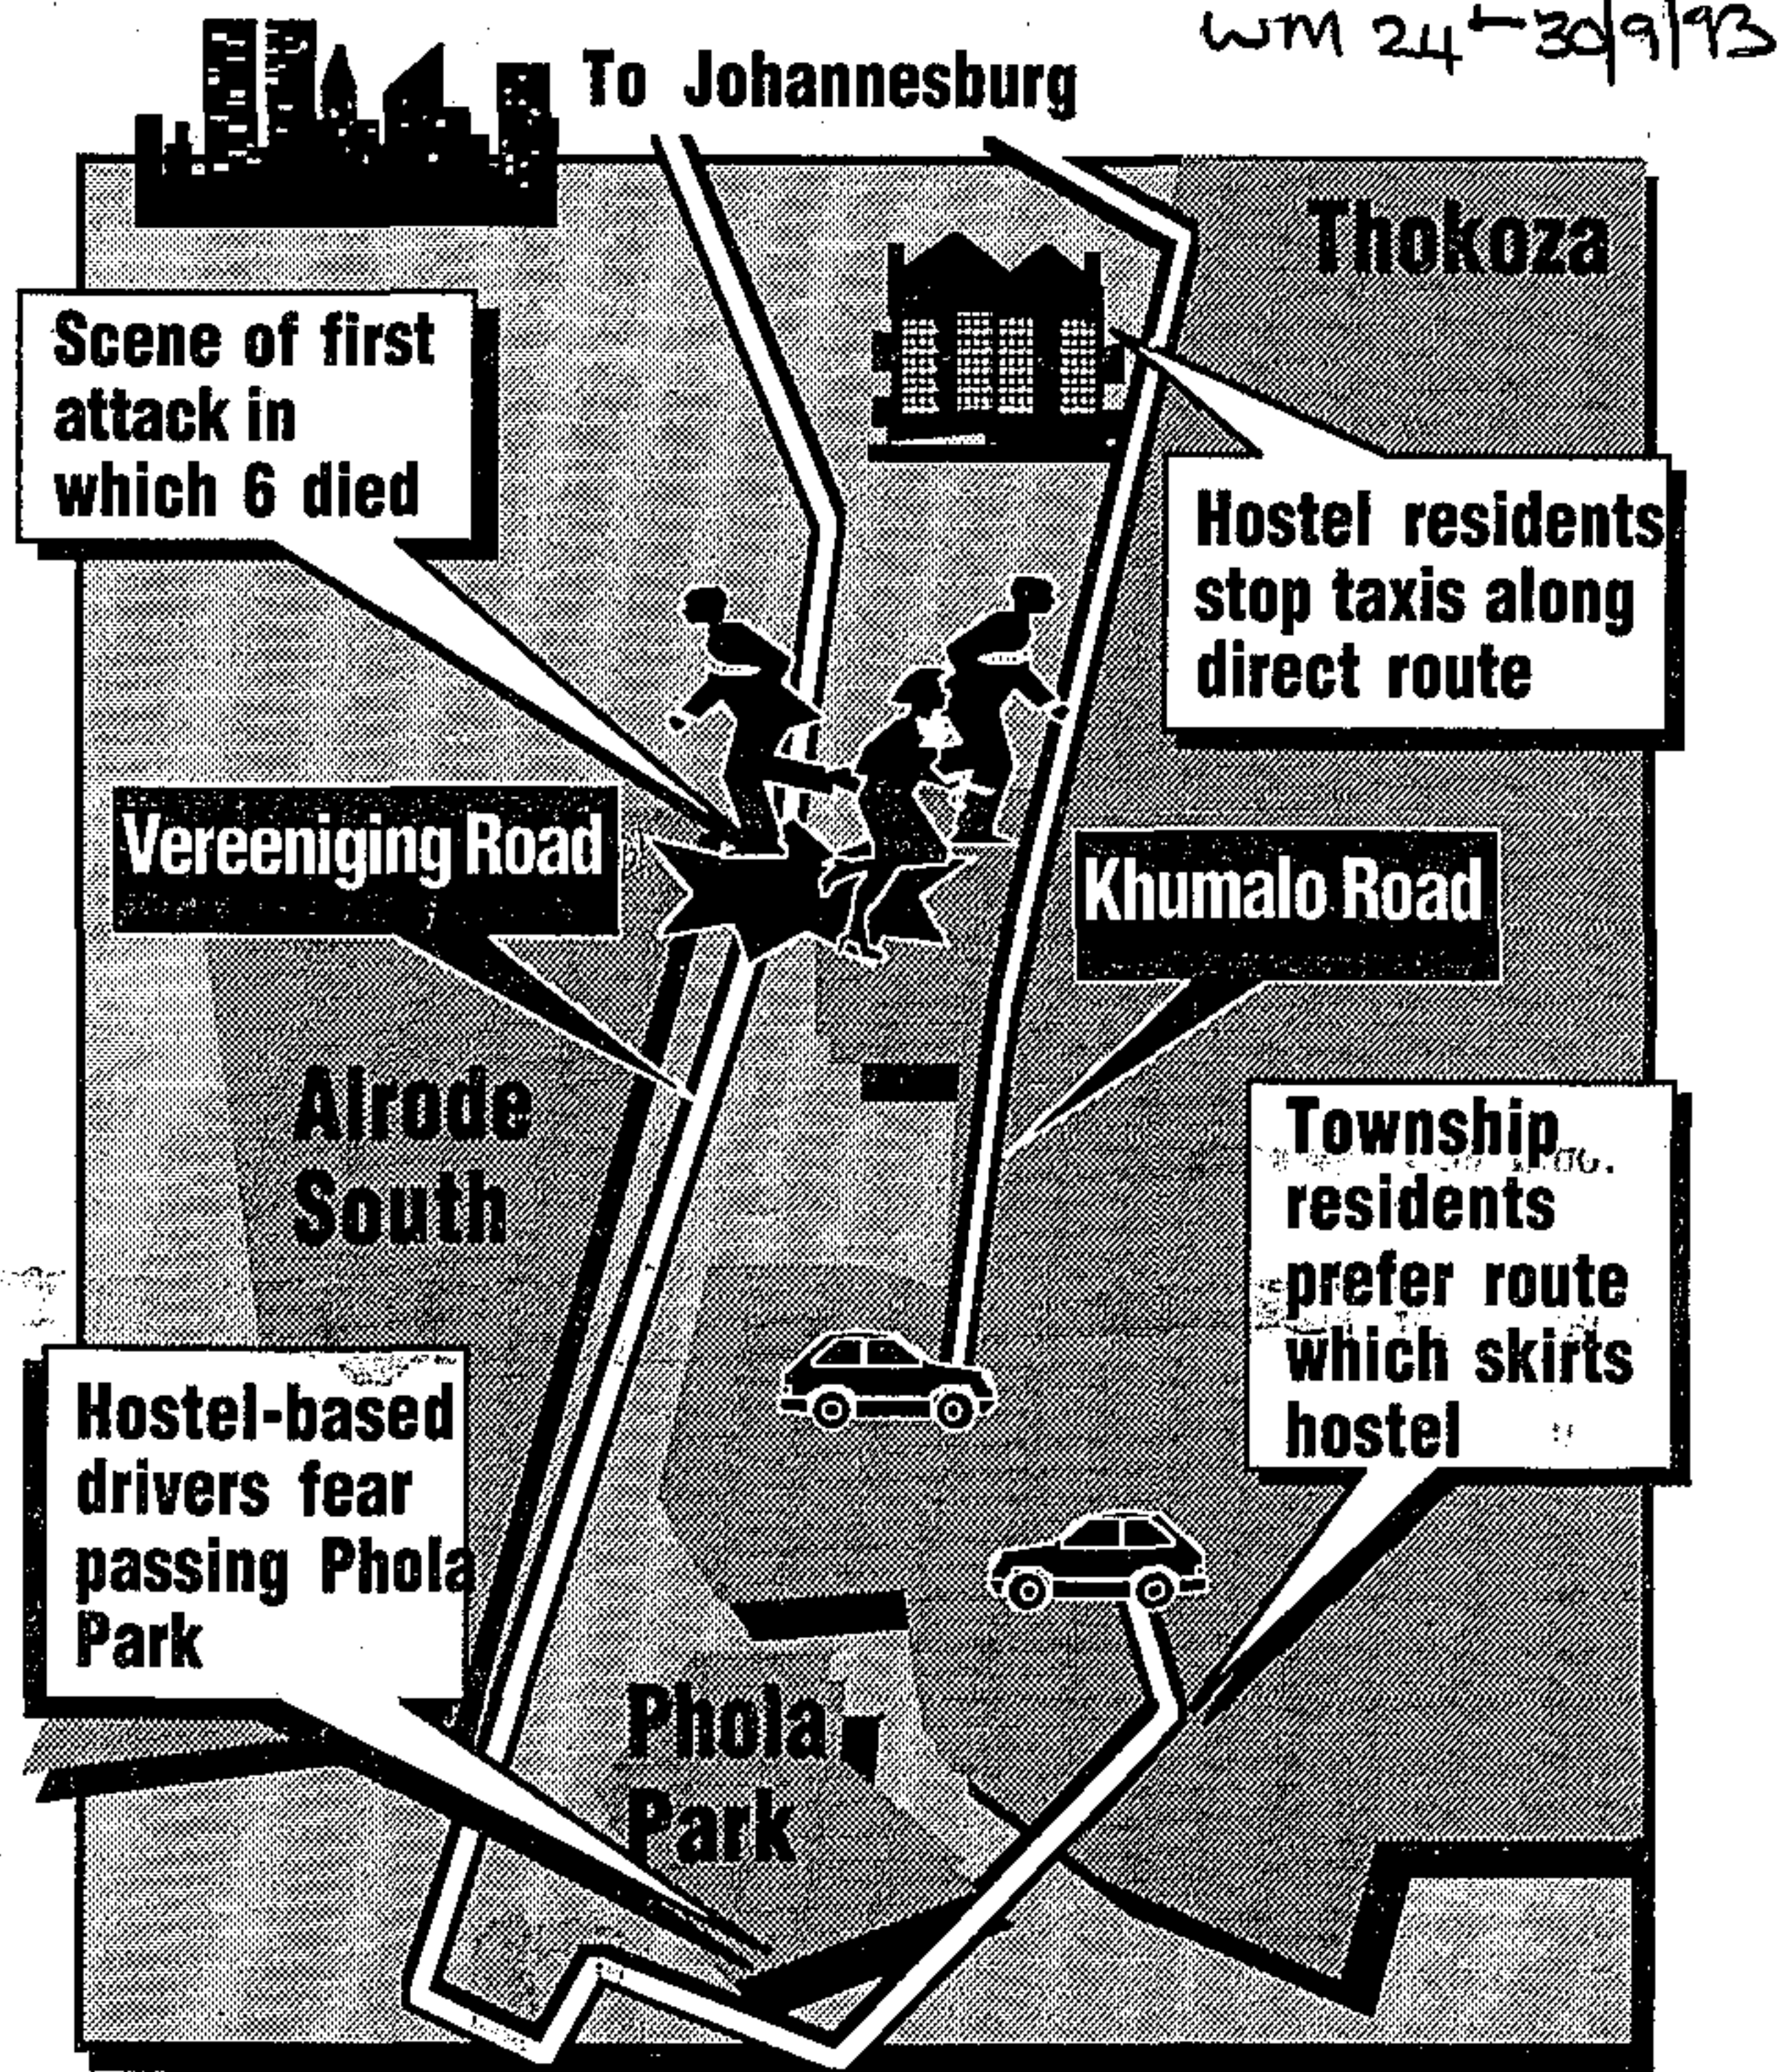 WM 24-30/9/93
To Johannesburg
Thokoza
Scene of first
attack in
which 6 died
Hostel residents
stop taxis along
direct route
Vereeniging Road
Khumalo Road
Alrode
South
Township
residents
prefer route
which skirts
hostel
Hostel-based
drivers fear
passing Phola
Park
Phola
Park